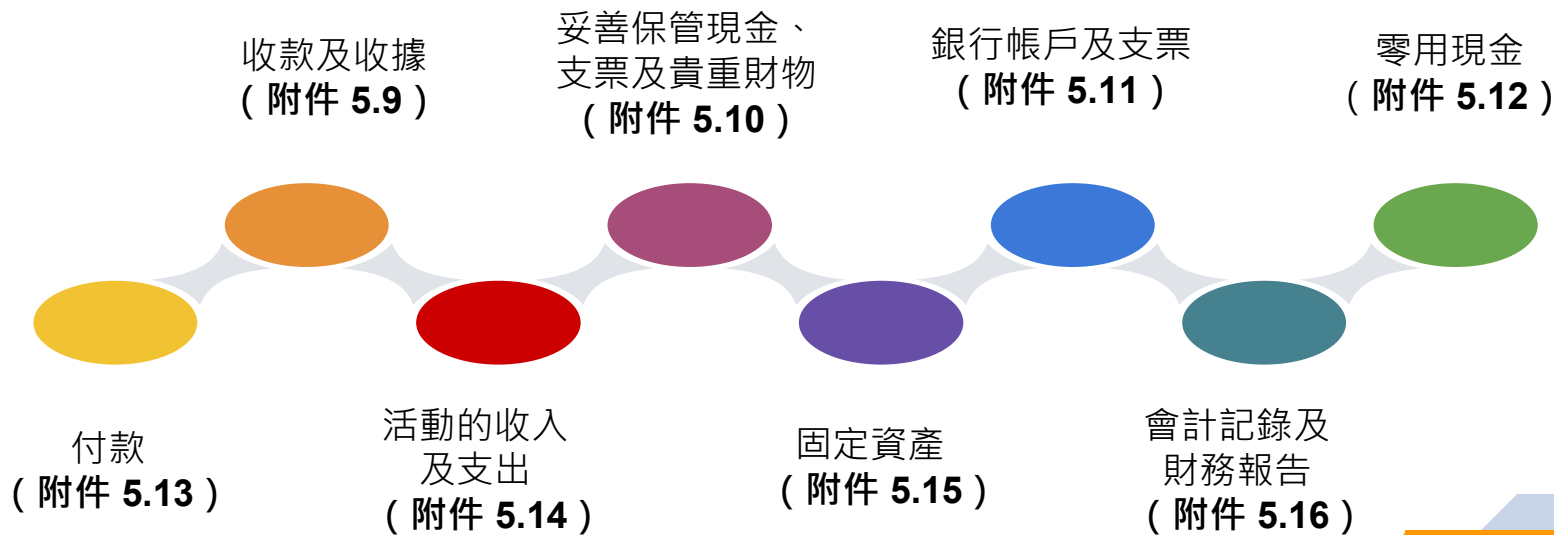 收款及收據
（附件 5.9）
妥善保管現金、
支票及貴重財物
（附件 5.10）
銀行帳戶及支票
（附件 5.11）
零用現金
（附件 5.12）
付款
（附件 5.13）
活動的收入
及支出
（附件 5.14）
固定資產
（附件 5.15）
會計記錄及
財務報告
（附件 5.16）